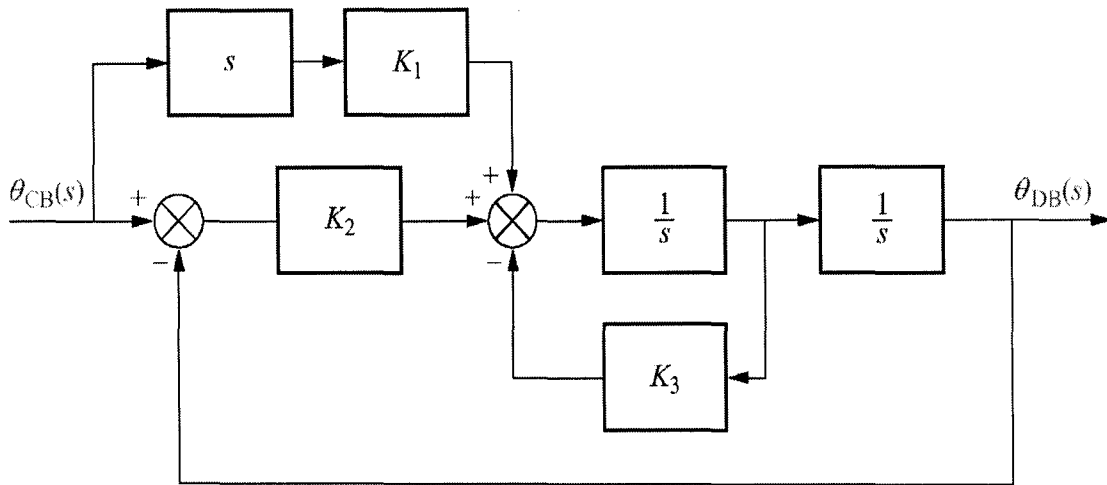 s
K₁
θCB(s)
+
−
K₂
+
+
−
1/s
1/s
θDB(s)
K₃